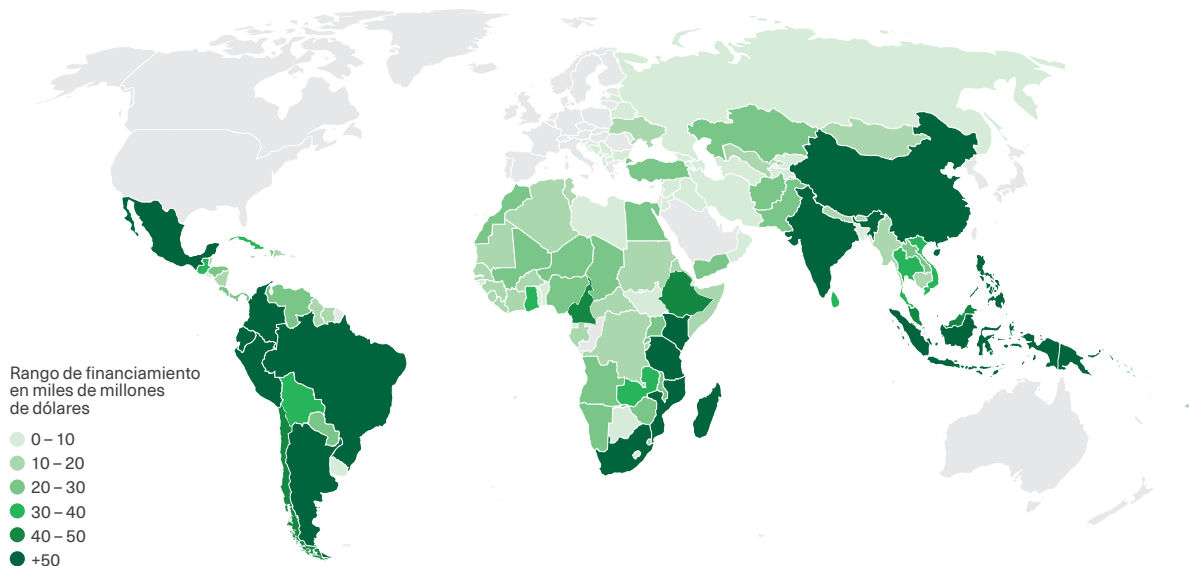 Rango de financiamiento
en miles de millones
de dólares
0 – 10
10 – 20
20 – 30
30 – 40
40 – 50
+50